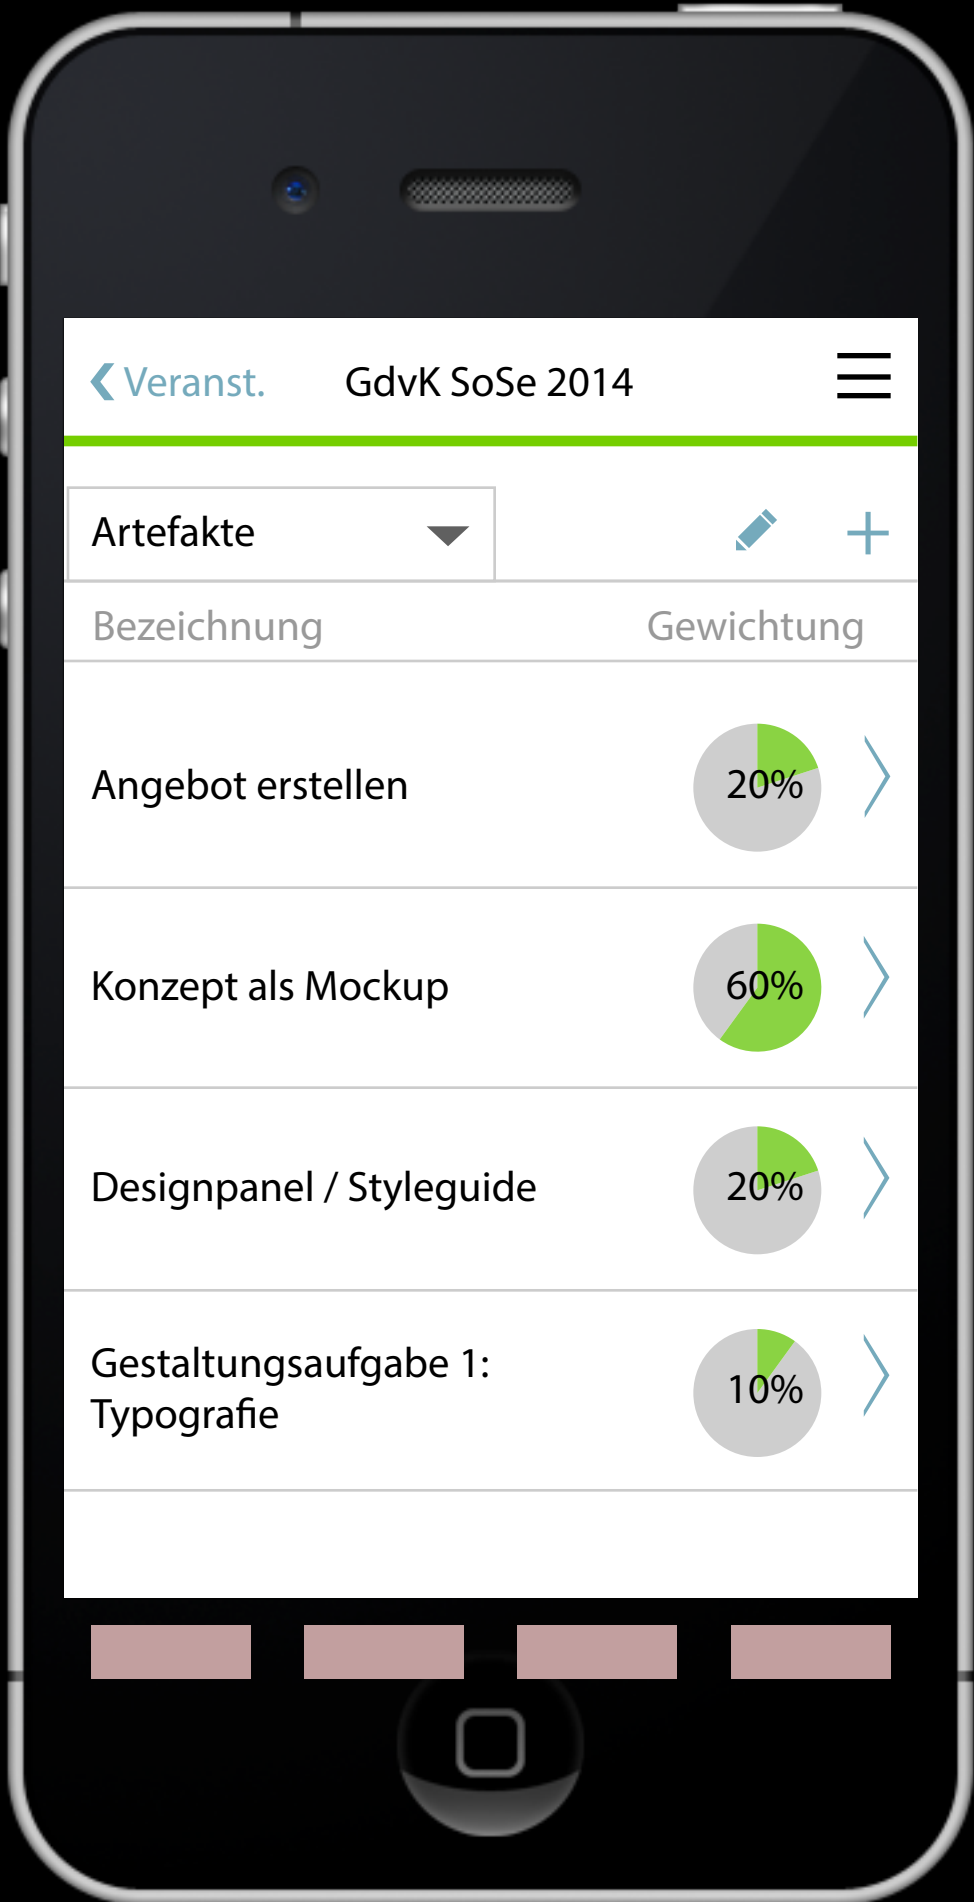 Veranst. GdvK SoSe 2014
Artefakte
Bezeichnung Gewichtung
Angebot erstellen 20%
Konzept als Mockup 60%
Designpanel / Styleguide 20%
Gestaltungsaufgabe 1:
Typografie
10%